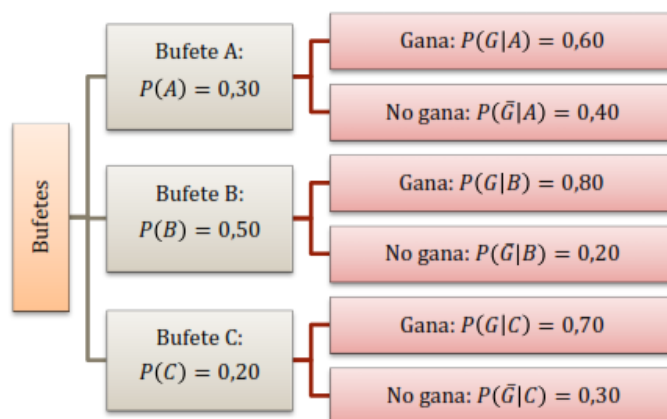 Bufetes
Bufete A:
P(A) = 0,30
Gana: P(G|A) = 0,60
No gana: P(Ḡ|A) = 0,40
Bufete B:
P(B) = 0,50
Gana: P(G|B) = 0,80
No gana: P(Ḡ|B) = 0,20
Bufete C:
P(C) = 0,20
Gana: P(G|C) = 0,70
No gana: P(Ḡ|C) = 0,30